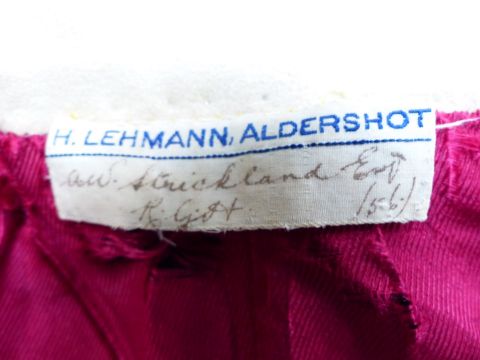 H. LEHMANN, ALDERSHOT
A.W. Strickland Esq
(56)